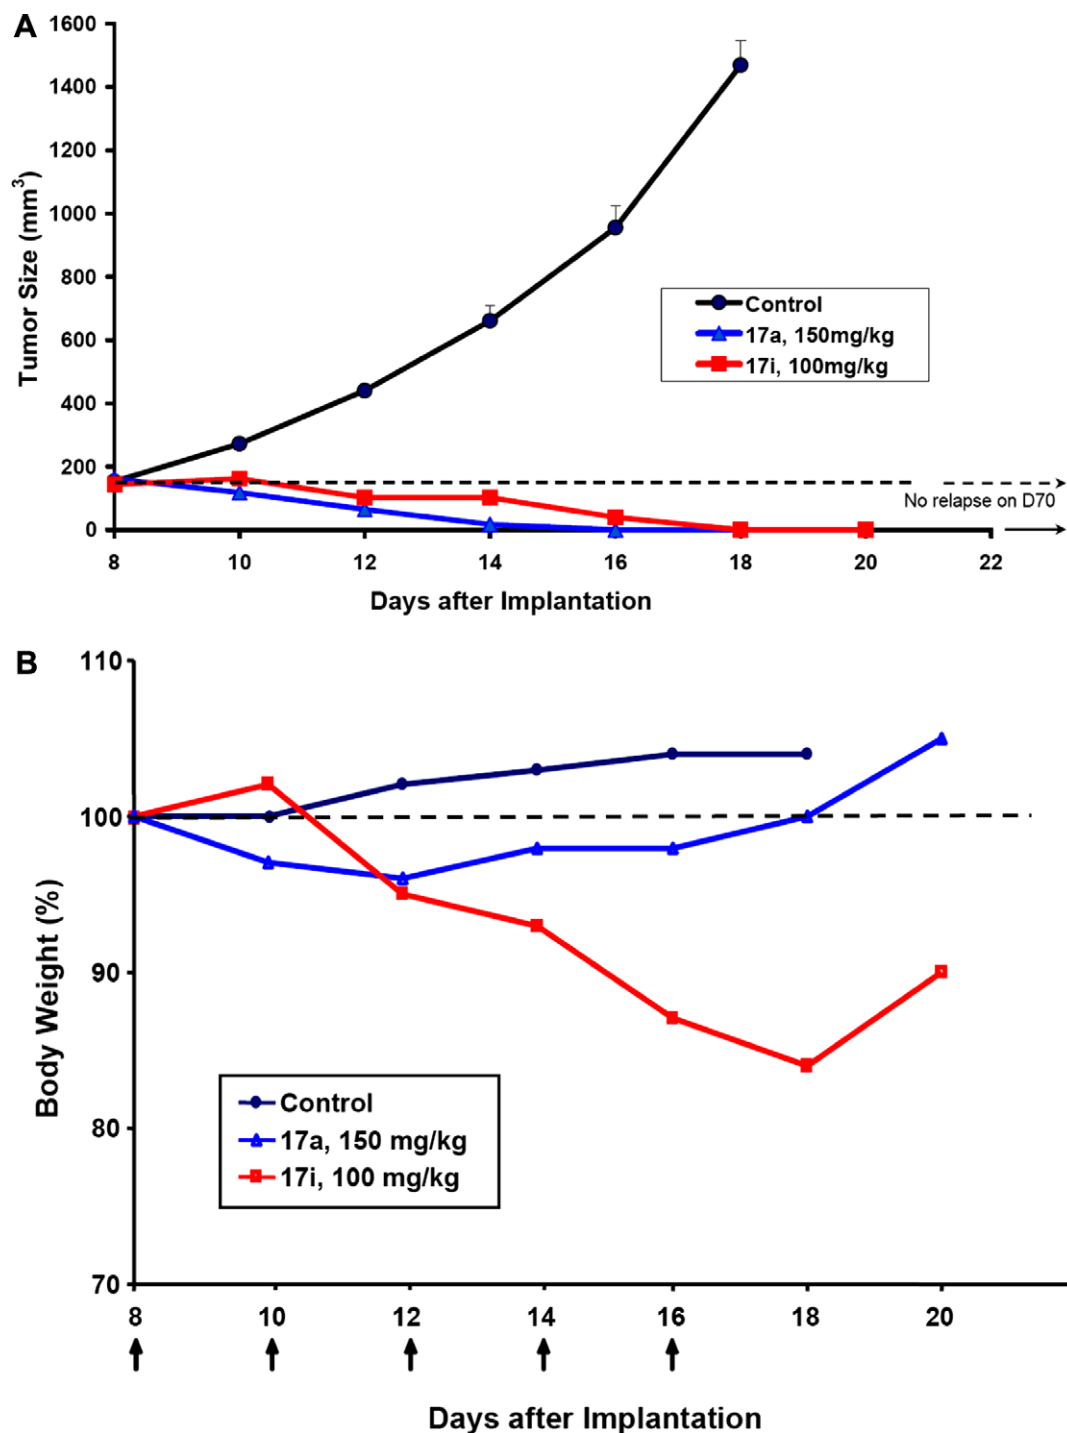 A
1600
1400
1200
1000
800
600
400
200
0
Tumor Size (mm³)
Control
17a, 150mg/kg
17i, 100mg/kg
No relapse on D70
8 10 12 14 16 18 20 22
Days after Implantation
B
110
100
90
80
70
Body Weight (%)
Control
17a, 150 mg/kg
17i, 100 mg/kg
8 10 12 14 16 18 20
Days after Implantation